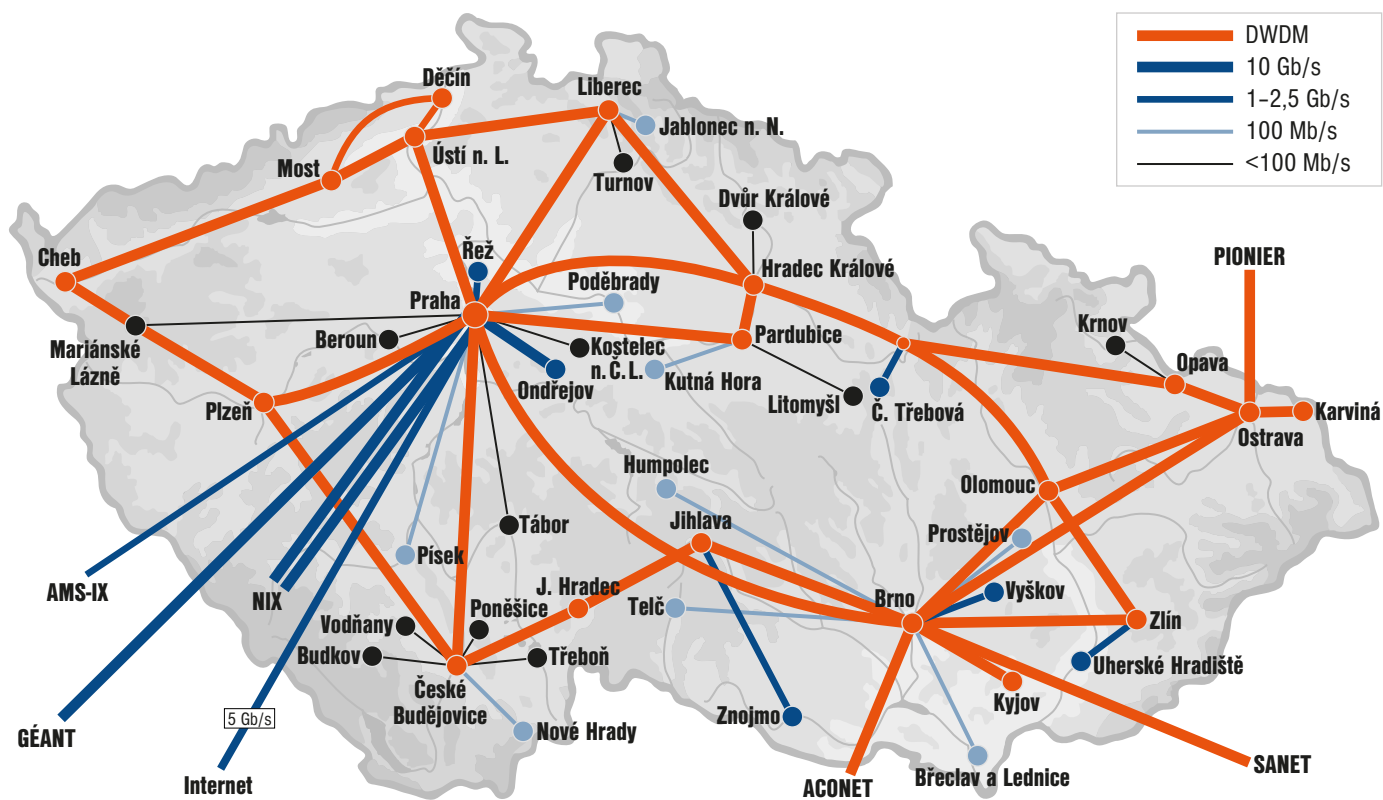 DWDM
10 Gb/s
1–2,5 Gb/s
100 Mb/s
<100 Mb/s
Děčín
Liberec
Jablonec n. N.
Ústí n. L.
Most
Turnov
Dvůr Králové
Cheb
Řež
Hradec Králové
PIONIER
Poděbrady
Praha
Krnov
Beroun
Kostelec
n. Č. L.
Pardubice
Mariánské
Lázně
Opava
Ondřejov
Kutná Hora
Litomyšl
Č. Třebová
Karviná
Plzeň
Ostrava
Humpolec
Olomouc
Tábor
Jihlava
Prostějov
Písek
AMS-IX
NIX
J. Hradec
Poněšice
Telč
Brno
Vyškov
Vodňany
Zlín
Budkov
Třeboň
Uherské Hradiště
České
Budějovice
Kyjov
5 Gb/s
Nové Hrady
Znojmo
GÉANT
Internet
ACONET
Břeclav a Lednice
SANET